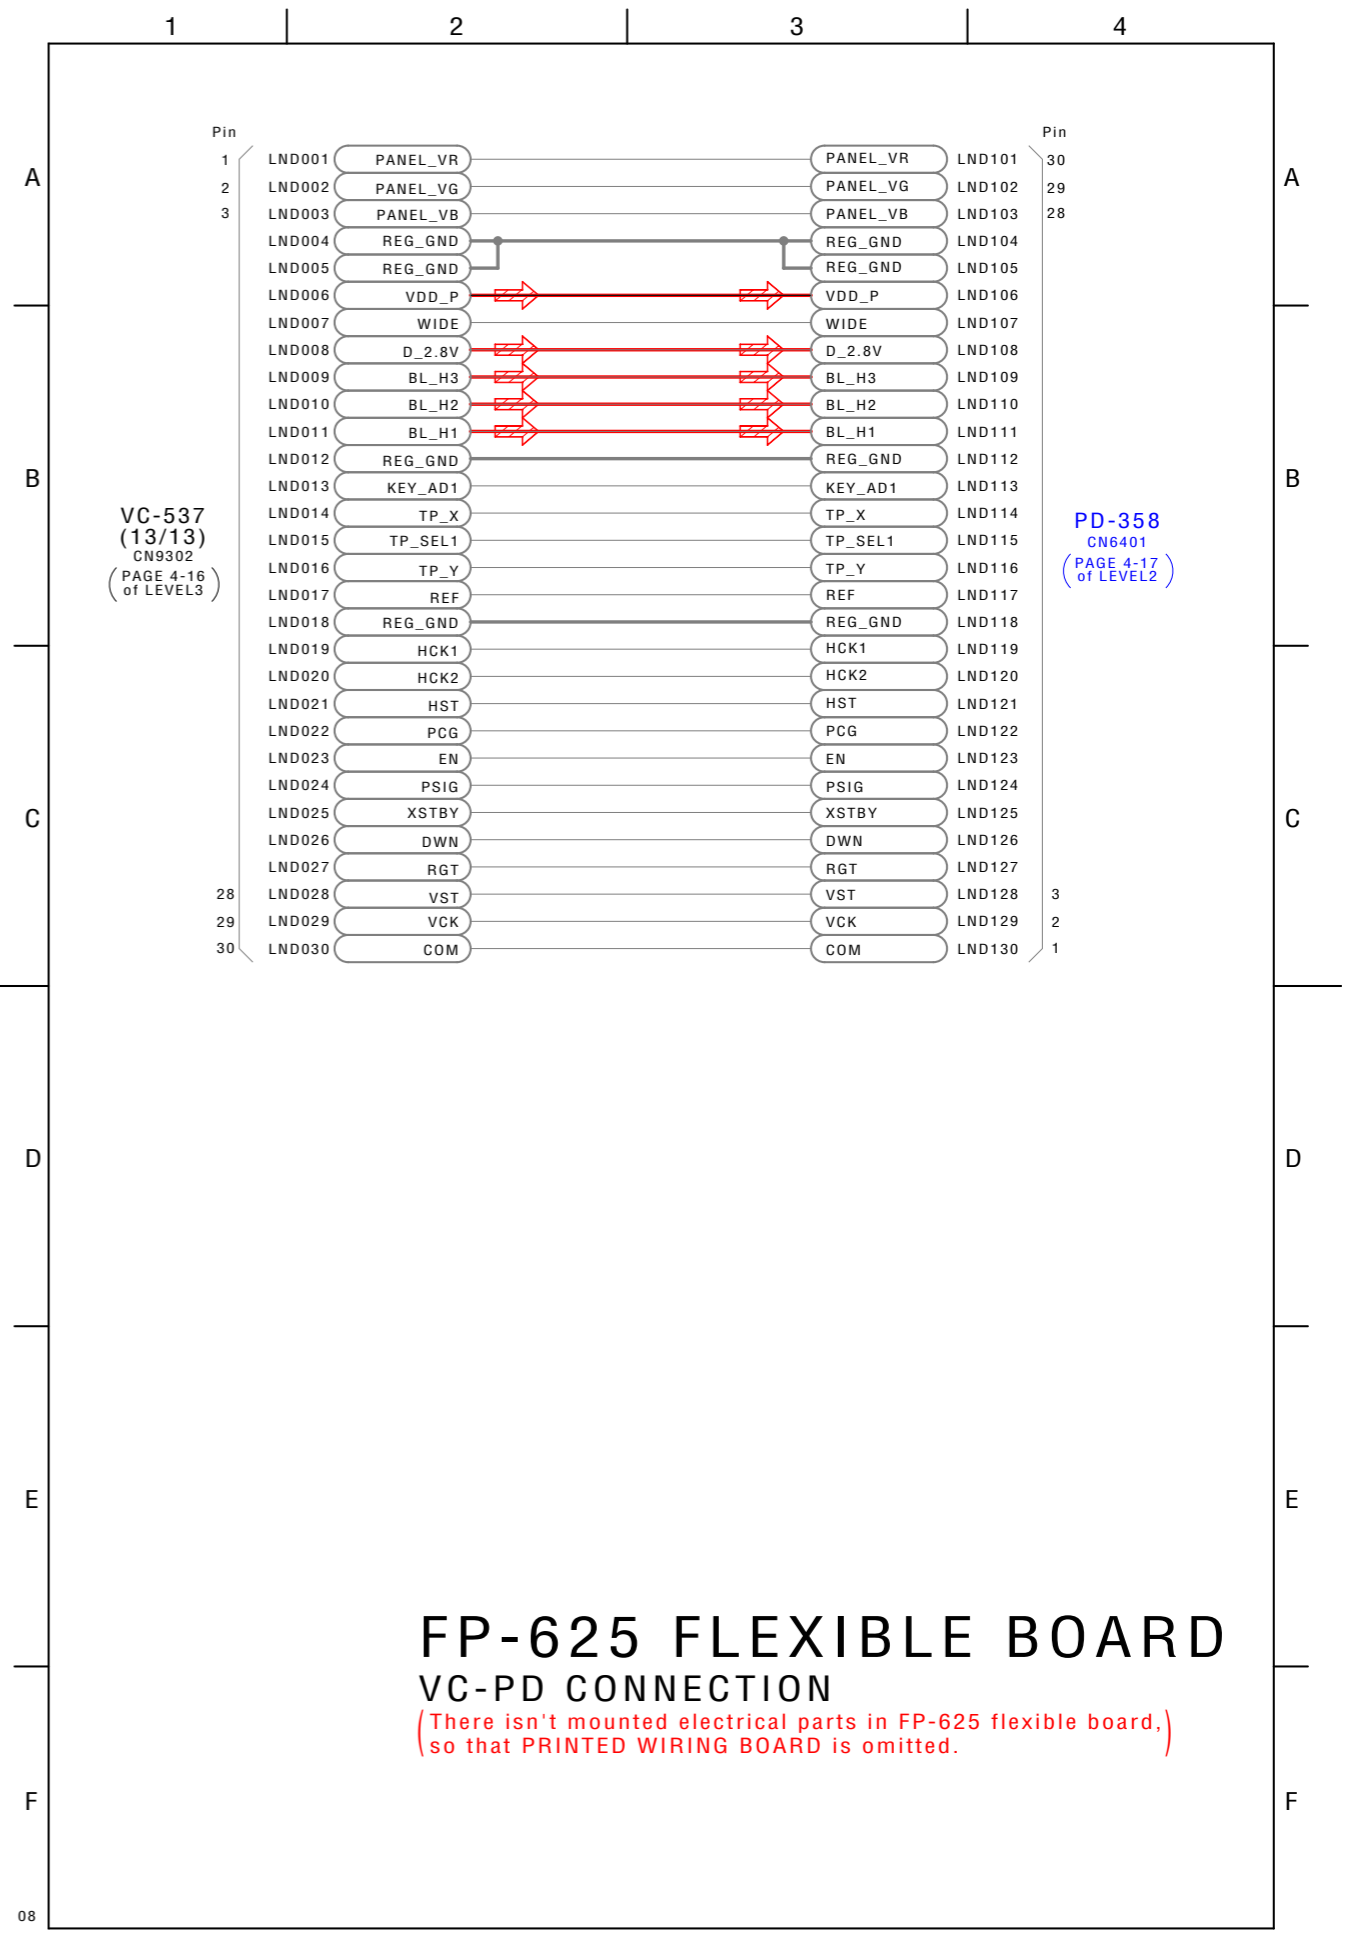 1 2 3 4
Pin Pin
1 LND001 PANEL_VR PANEL_VR LND101 30
A A
2 LND002 PANEL_VG PANEL_VG LND102 29
3 LND003 PANEL_VB PANEL_VB LND103 28
LND004 REG_GND REG_GND LND104
LND005 REG_GND REG_GND LND105
LND006 VDD_P VDD_P LND106
LND007 WIDE WIDE LND107
LND008 D_2.8V D_2.8V LND108
LND009 BL_H3 BL_H3 LND109
LND010 BL_H2 BL_H2 LND110
LND011 BL_H1 BL_H1 LND111
LND012 REG_GND REG_GND LND112
B B
LND013 KEY_AD1 KEY_AD1 LND113
LND014 TP_X TP_X LND114
LND015 TP_SEL1 TP_SEL1 LND115
LND016 TP_Y TP_Y LND116
LND017 REF REF LND117
LND018 REG_GND REG_GND LND118
VC-537
(13/13)
CN9302
(PAGE 4-16
of LEVEL3)
PD-358
CN6401
(PAGE 4-17
of LEVEL2)
LND019 HCK1 HCK1 LND119
LND020 HCK2 HCK2 LND120
LND021 HST HST LND121
LND022 PCG PCG LND122
LND023 EN EN LND123
LND024 PSIG PSIG LND124
LND025 XSTBY XSTBY LND125
C C
LND026 DWN DWN LND126
LND027 RGT RGT LND127
28 LND028 VST VST LND128 3
29 LND029 VCK VCK LND129 2
30 LND030 COM COM LND130 1
D D
E E
FP-625 FLEXIBLE BOARD
VC-PD CONNECTION
(There isn't mounted electrical parts in FP-625 flexible board,
so that PRINTED WIRING BOARD is omitted.)
F F
08